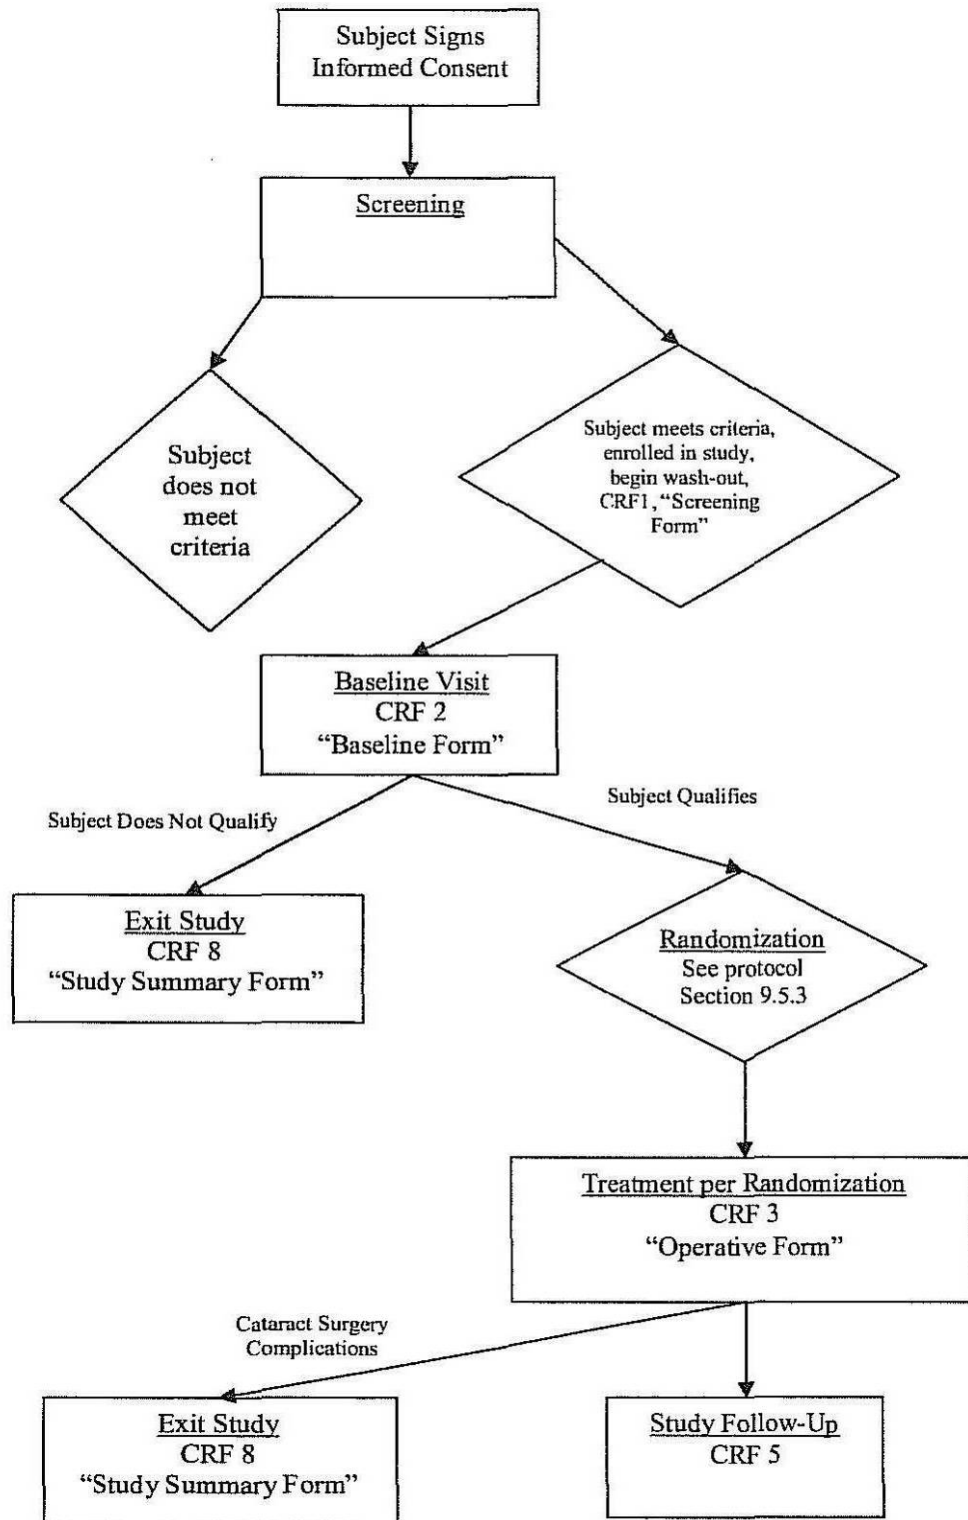 Subject Signs
Informed Consent
Screening
Subject
does not
meet
criteria
Subject meets criteria,
enrolled in study,
begin wash-out,
CRF1, “Screening
Form”
Baseline Visit
CRF 2
“Baseline Form”
Subject Does Not Qualify
Subject Qualifies
Exit Study
CRF 8
“Study Summary Form”
Randomization
See protocol
Section 9.5.3
Treatment per Randomization
CRF 3
“Operative Form”
Cataract Surgery
Complications
Exit Study
CRF 8
“Study Summary Form”
Study Follow-Up
CRF 5